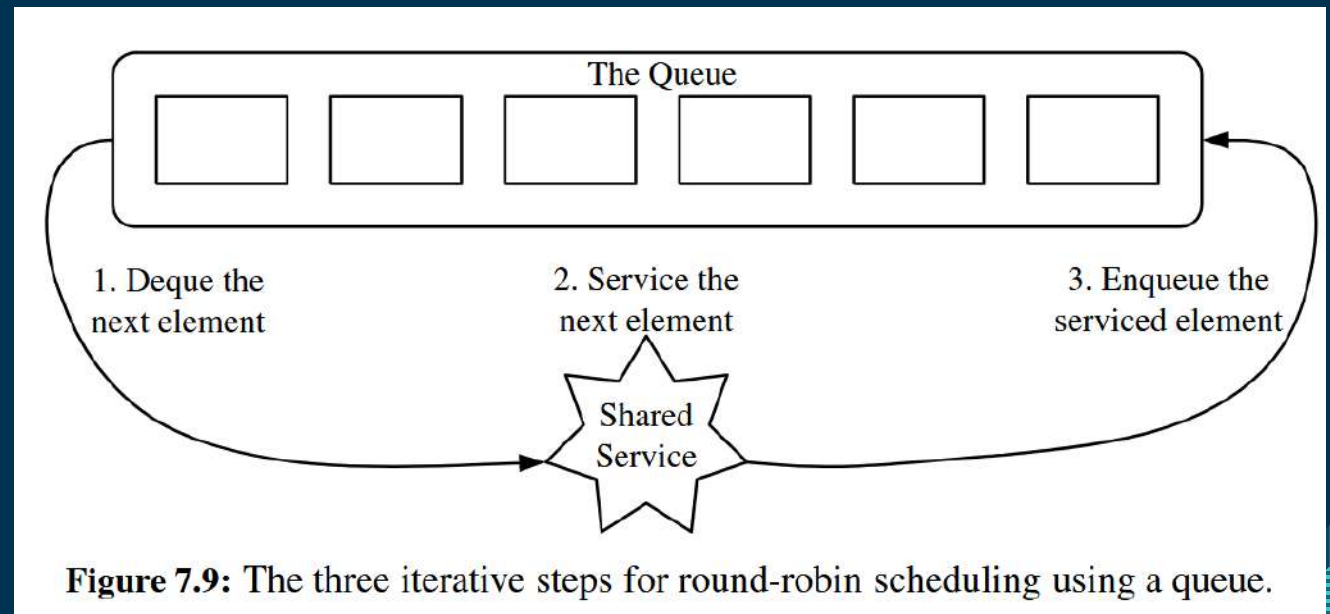 The Queue
1. Deque the
next element
2. Service the
next element
3. Enqueue the
serviced element
Shared
Service
Figure 7.9: The three iterative steps for round-robin scheduling using a queue.